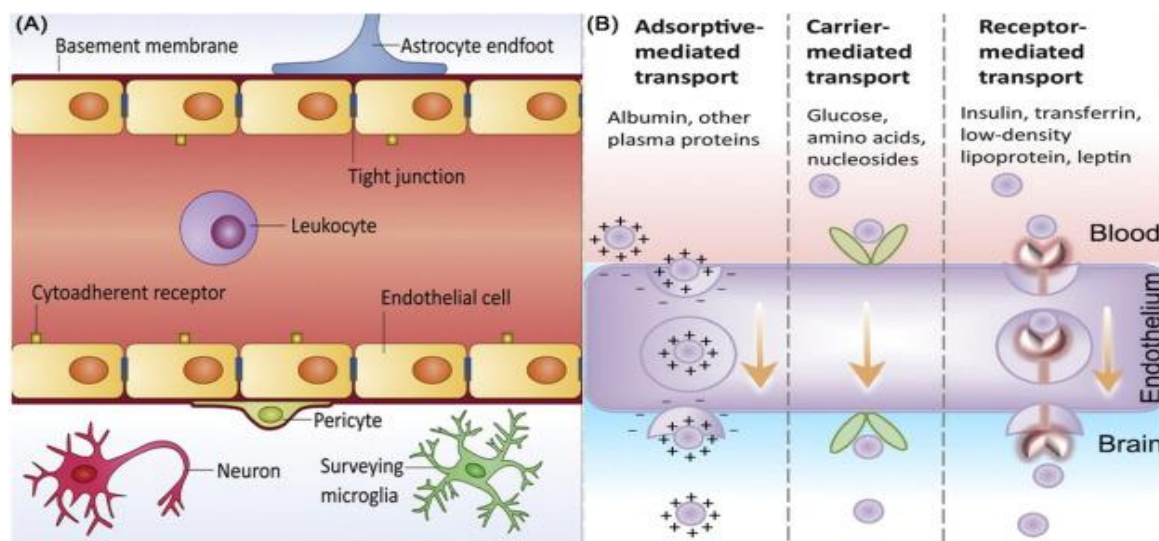 (A)
Basement membrane
Astrocyte endfoot
Tight junction
Leukocyte
Cytoadherent receptor
Endothelial cell
Pericyte
Neuron
Surveying
microglia
(B)
Adsorptive-
mediated
transport
Albumin, other
plasma proteins
Carrier-
mediated
transport
Glucose,
amino acids,
nucleosides
Receptor-
mediated
transport
Insulin, transferrin,
low-density
lipoprotein, leptin
Blood
Endothelium
Brain